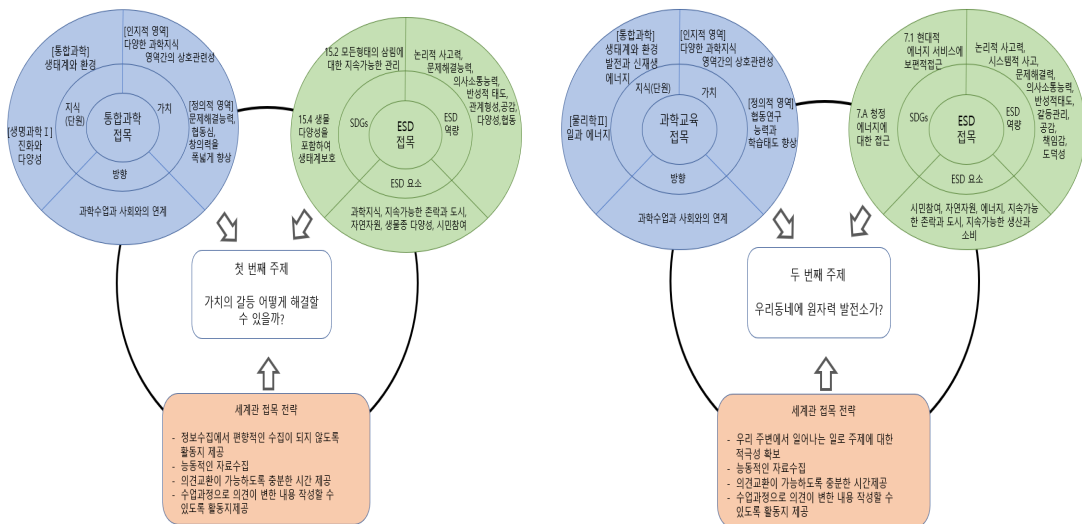 [통합과학]
생태계와 환경
[인지적 영역]
다양한 과학지식
영역간의 상호관련성
지식
(단원)
가치
통합과학
접목
[생명과학 I]
진화와
다양성
[정의적 영역]
문제해결능력,
협동심,
창의력을
폭넓게 향상
방향
과학수업과 사회와의 연계
15.2 모든형태의 삼림에
대한 지속가능한 관리
논리적 사고력,
문제해결능력,
의사소통능력,
반성적 태도,
관계형성,공감,
다양성,협동
15.4 생물
다양성을
포함하여
생태계보호
SDGs
ESD
접목
ESD
역량
ESD 요소
과학지식, 지속가능한 촌락과 도시,
자연자원, 생물종 다양성, 시민참여
첫 번째 주제
가치의 갈등 어떻게 해결할
수 있을까?
세계관 접목 전략
- 정보수집에서 편향적인 수집이 되지 않도록
활동지 제공
- 능동적인 자료수집
- 의견교환이 가능하도록 충분한 시간 제공
- 수업과정으로 의견이 변한 내용 작성할 수
있도록 활동지제공
[통합과학]
생태계와 환경
발전과 신재생
에너지
[인지적 영역]
다양한 과학지식
영역간의 상호관련성
지식(단원)
가치
과학교육
접목
[물리학II]
일과 에너지
[정의적 영역]
협동연구
능력과
학습태도 향상
방향
과학수업과 사회와의 연계
7.1 현대적
에너지 서비스에
보편적접근
논리적 사고력,
시스템적 사고,
문제해결력,
의사소통능력,
반성적태도,
갈등관리,
공감,
책임감,
도덕성
7.A 청정
에너지에
대한 접근
SDGs
ESD
접목
ESD
역량
ESD 요소
시민참여, 자연자원, 에너지, 지속가능
한 촌락과 도시, 지속가능한 생산과
소비
두 번째 주제
우리동네에 원자력 발전소가?
세계관 접목 전략
- 우리 주변에서 일어나는 일로 주제에 대한
적극성 확보
- 능동적인 자료수집
- 의견교환이 가능하도록 충분한 시간제공
- 수업과정으로 의견이 변한 내용 작성할 수
있도록 활동지 제공